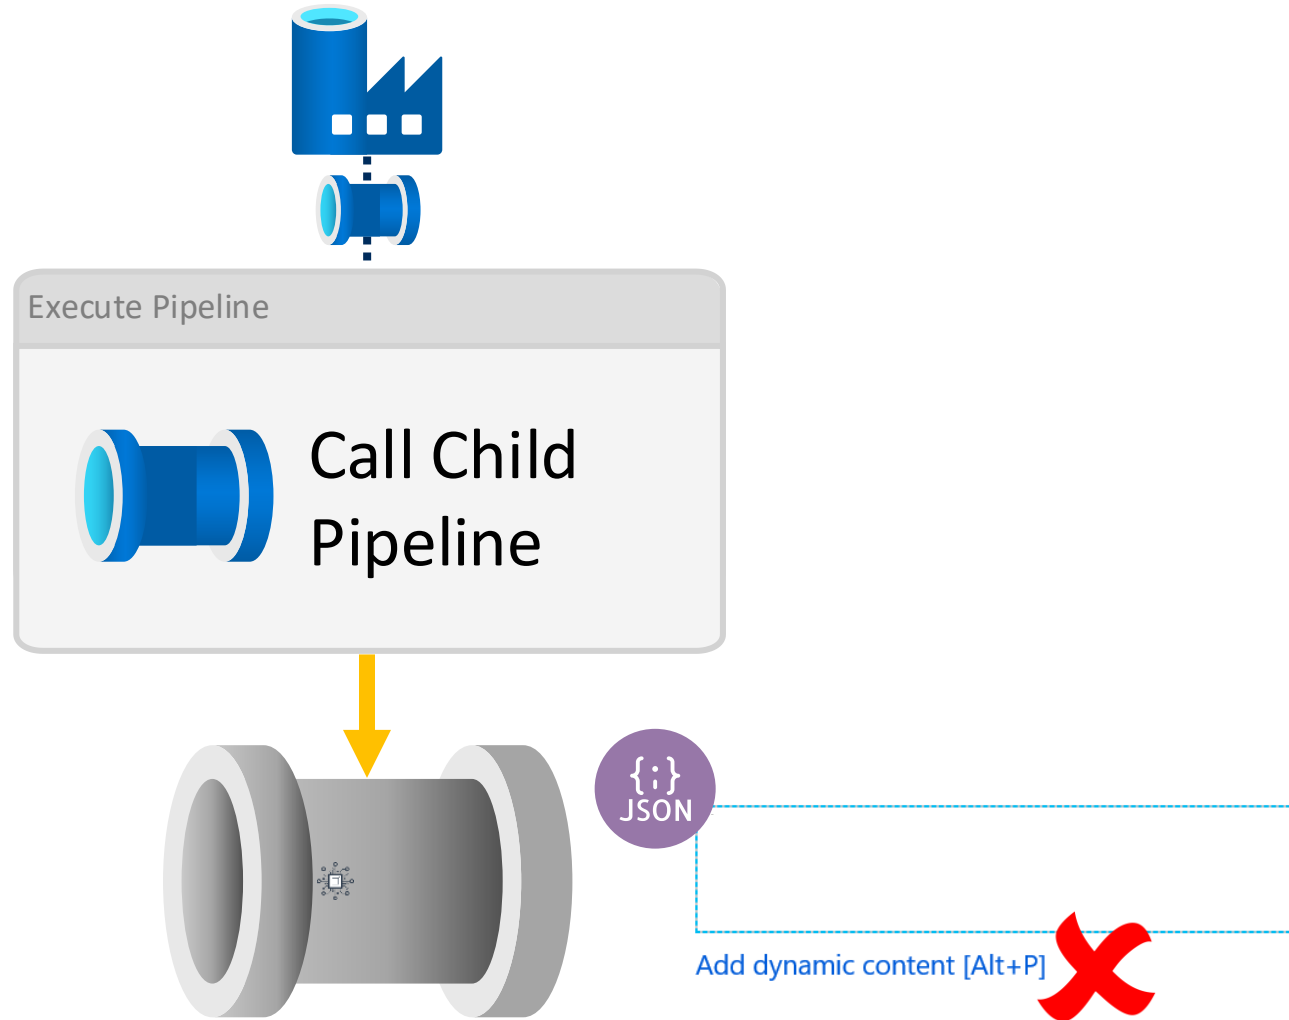 Execute Pipeline
Call Child
Pipeline
{;}
JSON
Add dynamic content [Alt+P]